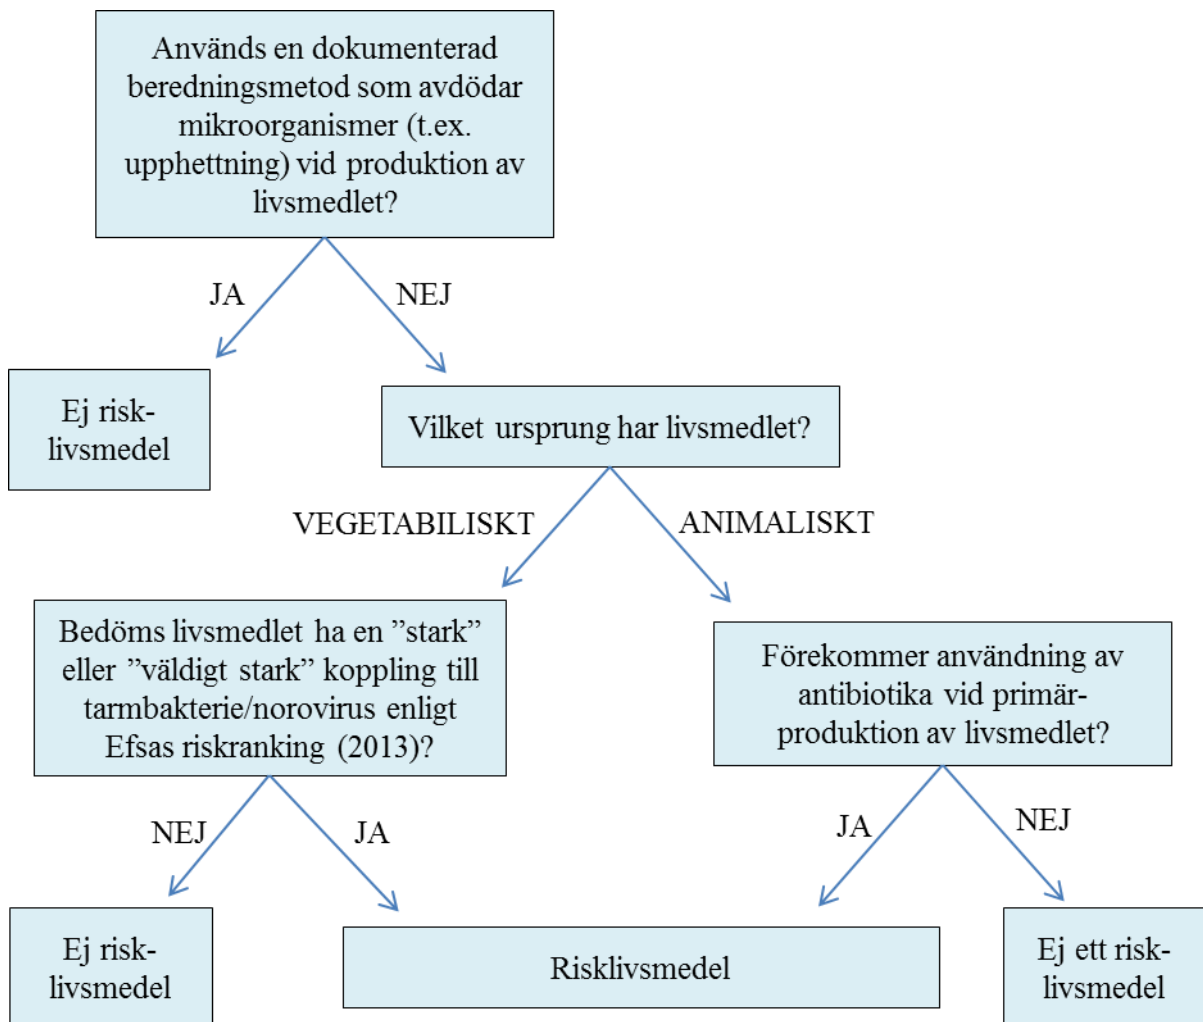 Används en dokumenterad
beredningsmetod som avdödar
mikroorganismer (t.ex.
upphettning) vid produktion av
livsmedlet?
JA
NEJ
Ej risk-
livsmedel
Vilket ursprung har livsmedlet?
VEGETABILISKT
ANIMALISKT
Bedöms livsmedlet ha en ”stark”
eller ”väldigt stark” koppling till
tarmbakterie/norovirus enligt
Efsas riskranking (2013)?
Förekommer användning av
antibiotika vid primär-
produktion av livsmedlet?
NEJ
JA
JA
NEJ
Ej risk-
livsmedel
Risklivsmedel
Ej ett risk-
livsmedel